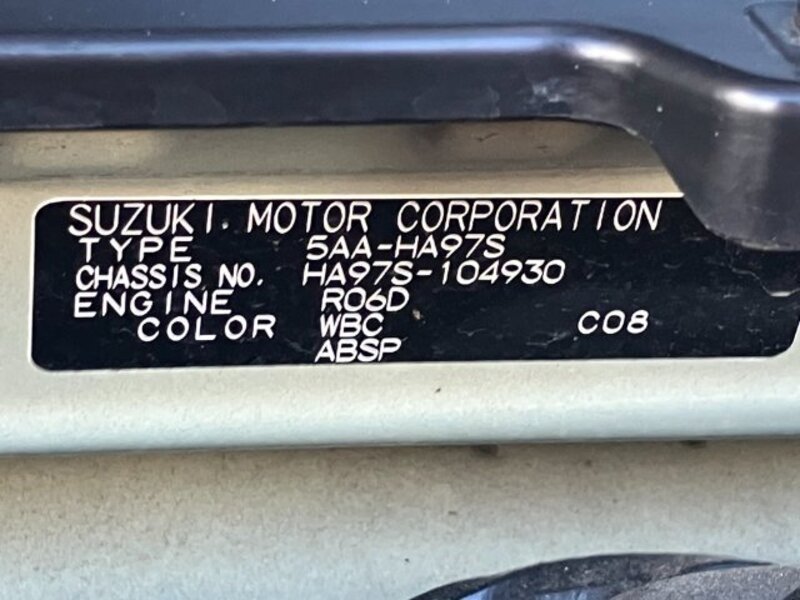 SUZUKI MOTOR CORPORATION
TYPE 5AA-HA97S
CHASSIS NO. HA97S-104930
ENGINE R06D
COLOR WBC C08
ABSP